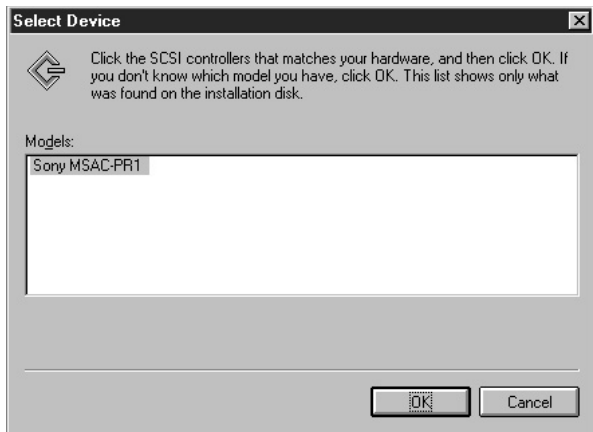 Select Device
Click the SCSI controllers that matches your hardware, and then click OK. If
you don't know which model you have, click OK. This list shows only what
was found on the installation disk.
Models:
Sony MSAC-PR1
OK
Cancel